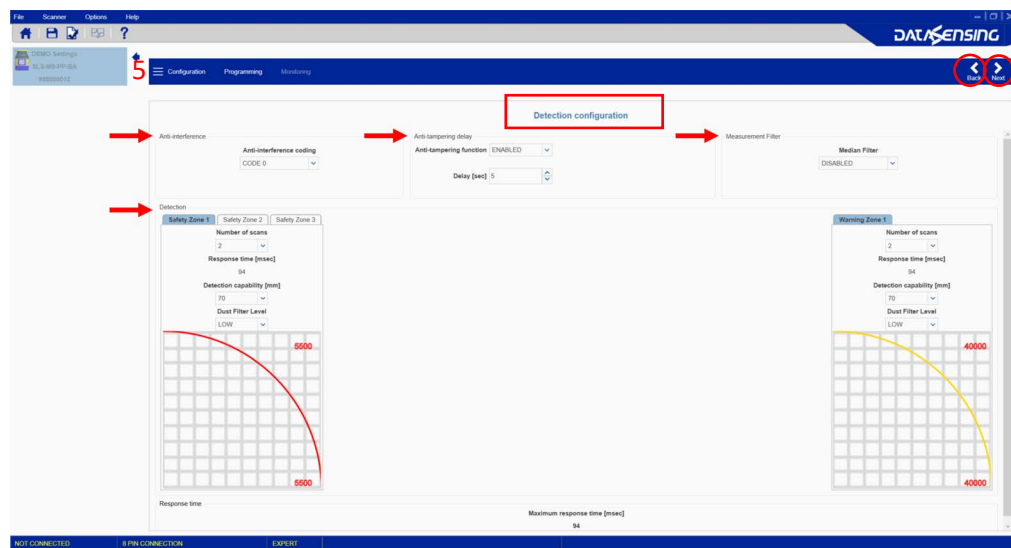 File Scanner Options Help
?
DATASENSING
DEMO Settings
SLS-M5-PP-BA
5
Configuration Programming Monitoring
Back Next
Detection configuration
Anti-interference
Anti-tampering delay
Measurement Filter
Anti-interference coding
CODE 0
Anti-tampering function ENABLED
Delay [sec] 5
Median Filter
DISABLED
Detection
Safety Zone 1 Safety Zone 2 Safety Zone 3
Warning Zone 1
Number of scans
2
Response time [msec]
94
Detection capability [mm]
70
Dust Filter Level
LOW
5500
5500
Number of scans
2
Response time [msec]
94
Detection capability [mm]
70
Dust Filter Level
LOW
40000
40000
Response time
Maximum response time [msec]
94
NOT CONNECTED 8 PIN CONNECTION EXPERT